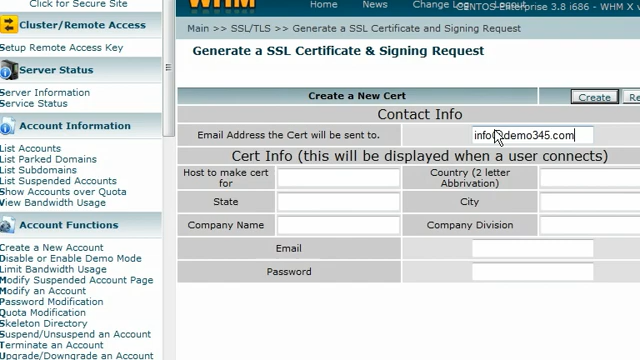 Click for Secure Site
Cluster/Remote Access
Setup Remote Access Key
Server Status
Server Information
Service Status
Account Information
List Accounts
List Parked Domains
List Subdomains
List Suspended Accounts
Show Accounts over Quota
View Bandwidth Usage
Account Functions
Create a New Account
Disable or Enable Demo Mode
Limit Bandwidth Usage
Modify Suspended Account Page
Modify an Account
Password Modification
Quota Modification
Skeleton Directory
Suspend/Unsuspend an Account
Terminate an Account
Upgrade/Downgrade an Account
WHM
Home News
CENTOS Enterprise 3.8 i686 - WHM X v
Main >> SSL/TLS >> Generate a SSL Certificate and Signing Request
Generate a SSL Certificate & Signing Request
Create a New Cert Create Re
Contact Info
Email Address the Cert will be sent to. info@demo345.com
Cert Info (this will be displayed when a user connects)
Host to make cert for
Country (2 letter Abbrivation)
State City
Company Name Company Division
Email
Password